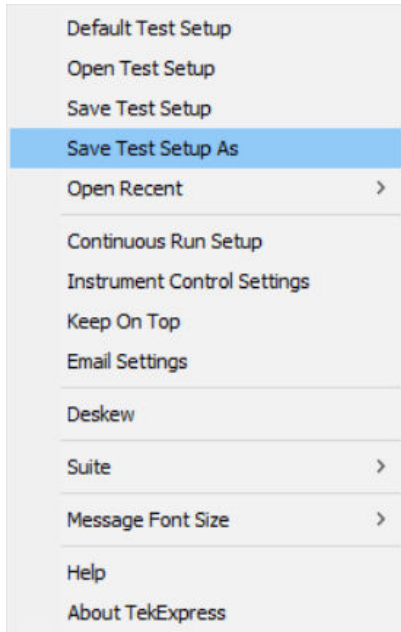 Default Test Setup
Open Test Setup
Save Test Setup
Save Test Setup As
Open Recent
Continuous Run Setup
Instrument Control Settings
Keep On Top
Email Settings
Deskew
Suite
Message Font Size
Help
About TekExpress